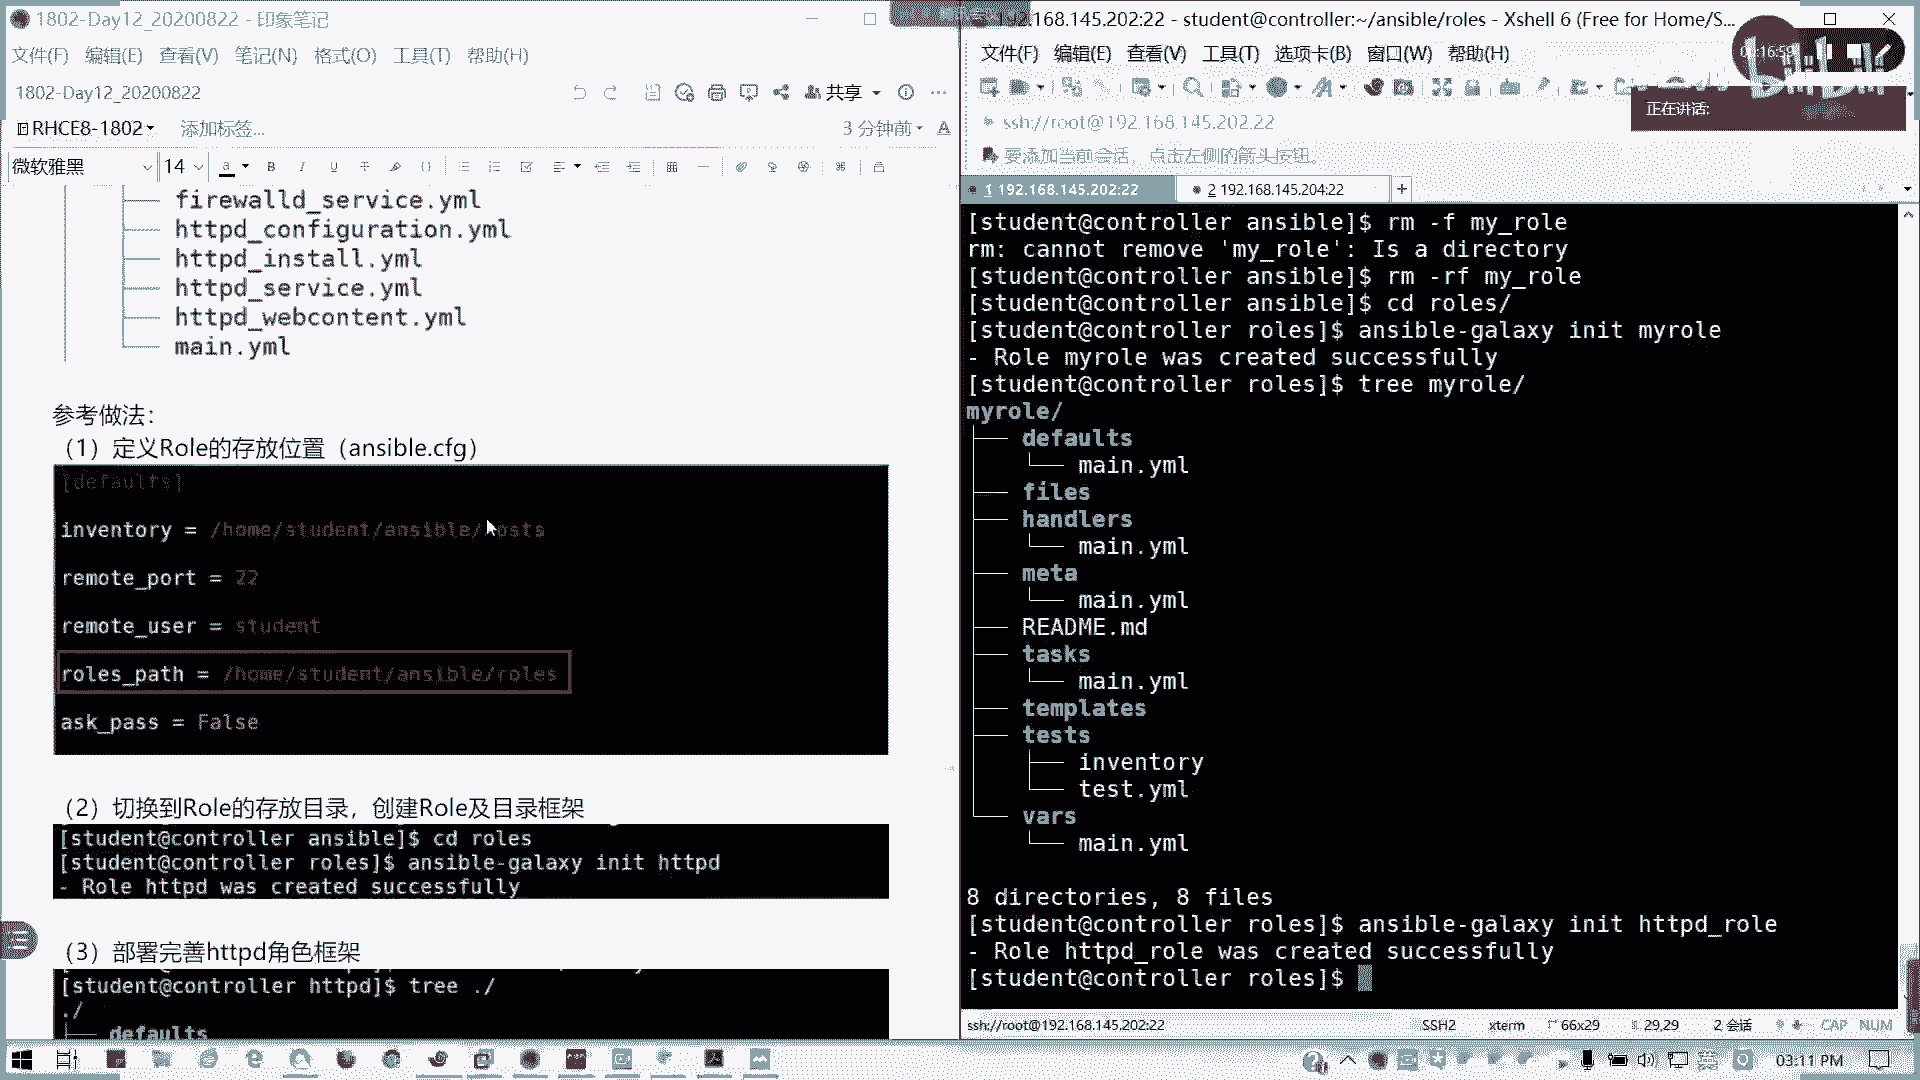 1802-Day12_20200822 - 印象笔记
文件(F) 编辑(E) 查看(V) 笔记(N) 格式(O) 工具(T) 帮助(H)
1802-Day12_20200822
共享
RHCE8-1802
添加标签...
3 分钟前
微软雅黑
14
firewalld_service.yml
httpd_configuration.yml
httpd_install.yml
httpd_service.yml
httpd_webcontent.yml
main.yml
参考做法：
（1）定义Role的存放位置（ansible.cfg）
[defaults]
inventory = /home/student/ansible/hosts
remote_port = 22
remote_user = student
roles_path = /home/student/ansible/roles
ask_pass = False
（2）切换到Role的存放目录，创建Role及目录框架
[student@controller ansible]$ cd roles
[student@controller roles]$ ansible-galaxy init httpd
- Role httpd was created successfully
（3）部署完善httpd角色框架
[student@controller httpd]$ tree ./
./
defaults
192.168.145.202:22 - student@controller:~/ansible/roles - Xshell 6 (Free for Home/S...
文件(F) 编辑(E) 查看(V) 工具(T) 选项卡(B) 窗口(W) 帮助(H)
正在讲话:
ssh://root@192.168.145.202:22
要添加当前会话，点击左侧的箭头按钮。
1 192.168.145.202:22
2 192.168.145.204:22
[student@controller ansible]$ rm -f my_role
rm: cannot remove 'my_role': Is a directory
[student@controller ansible]$ rm -rf my_role
[student@controller ansible]$ cd roles/
[student@controller roles]$ ansible-galaxy init myrole
- Role myrole was created successfully
[student@controller roles]$ tree myrole/
myrole/
├── defaults
│   └── main.yml
├── files
├── handlers
│   └── main.yml
├── meta
│   └── main.yml
├── README.md
├── tasks
│   └── main.yml
├── templates
├── tests
│   ├── inventory
│   └── test.yml
└── vars
    └── main.yml
8 directories, 8 files
[student@controller roles]$ ansible-galaxy init httpd_role
- Role httpd_role was created successfully
[student@controller roles]$
ssh://root@192.168.145.202:22
SSH2
xterm
66x29
29,29
2 会话
CAP NUM
英
03:11 PM